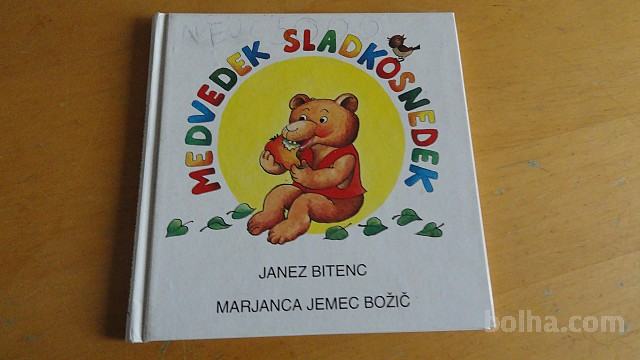 MEDVEDEK SLADKOSNEDEK
JANEZ BITENC
MARJANCA JEMEC BOŽIČ
bolha.com